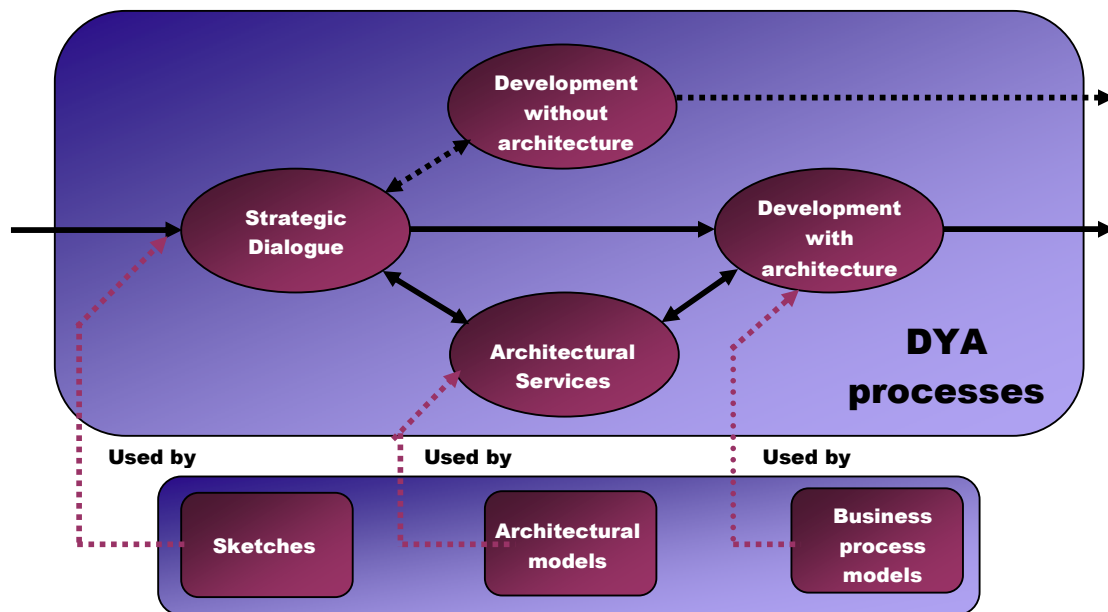 Development
without
architecture
Strategic
Dialogue
Development
with
architecture
Architectural
Services
DYA
processes
Used by
Used by
Used by
Sketches
Architectural
models
Business
process
models